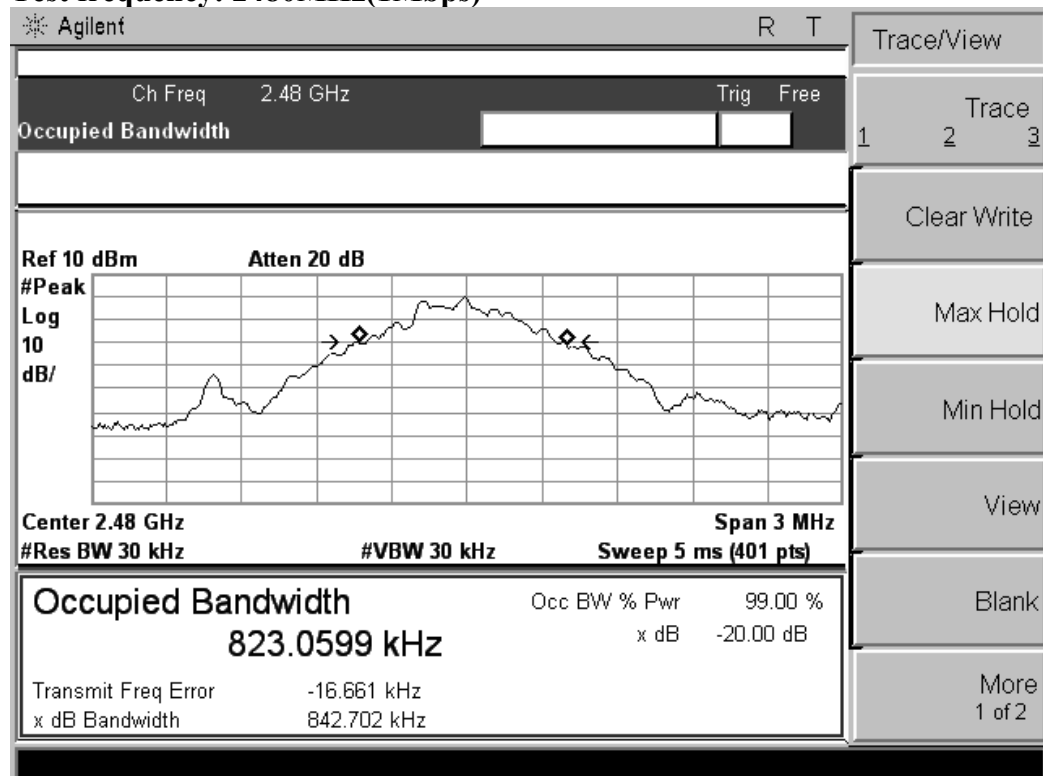 Test frequency: 2480MHz(1Mbps)
Agilent R T
Trace/View
Ch Freq 2.48 GHz Trig Free
Occupied Bandwidth
Trace
1 2 3
Clear Write
Ref 10 dBm Atten 20 dB
#Peak
Log
10
dB/
Max Hold
Min Hold
View
Center 2.48 GHz Span 3 MHz
#Res BW 30 kHz #VBW 30 kHz Sweep 5 ms (401 pts)
Occupied Bandwidth Occ BW % Pwr 99.00 %
823.0599 kHz x dB -20.00 dB
Blank
Transmit Freq Error -16.661 kHz
x dB Bandwidth 842.702 kHz
More
1 of 2